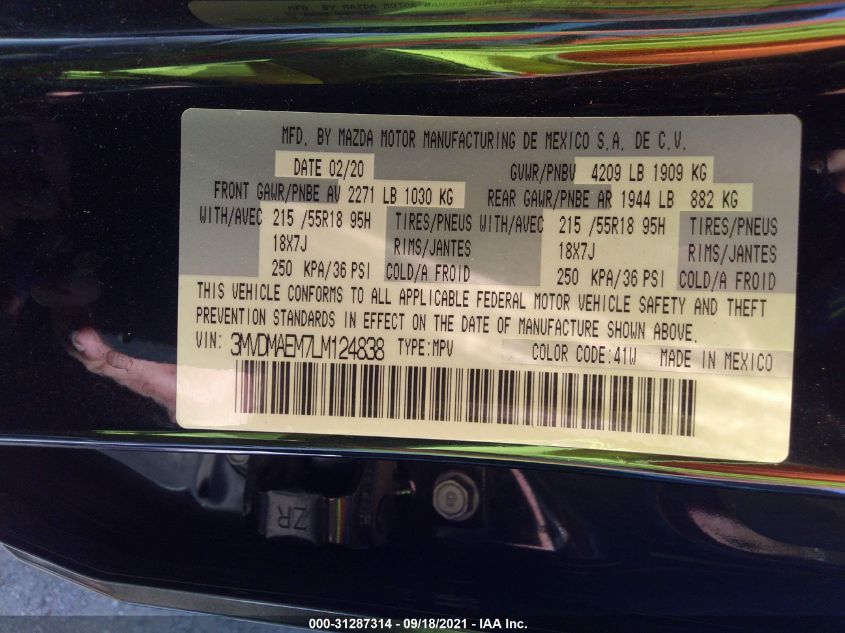 MFD. BY MAZDA MOTOR MANUFACTURING DE MEXICO S.A. DE C.V.
DATE 02/20 GVWR/PNBV 4209 LB 1909 KG
FRONT GAWR/PNBE AV 2271 LB 1030 KG REAR GAWR/PNBE AR 1944 LB 882 KG
WITH/AVEC 215 /55R18 95H TIRES/PNEUS WITH/AVEC 215 /55R18 95H TIRES/PNEUS
18X7J RIMS/JANTES 18X7J RIMS/JANTES
250 KPA/36 PSI COLD/A FROID 250 KPA/36 PSI COLD/A FROID
THIS VEHICLE CONFORMS TO ALL APPLICABLE FEDERAL MOTOR VEHICLE SAFETY AND THEFT
PREVENTION STANDARDS IN EFFECT ON THE DATE OF MANUFACTURE SHOWN ABOVE.
VIN: 3MVDMAEM7LM124838 TYPE:MPV COLOR CODE:41W MADE IN MEXICO
ZR
000-31287314 - 09/18/2021 - IAA Inc.